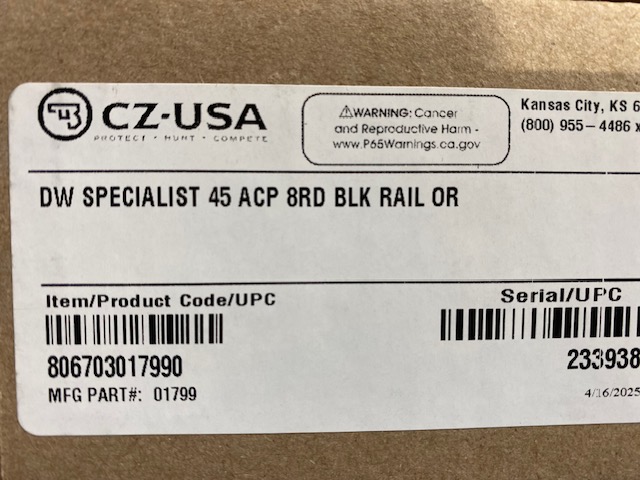 CZ-USA
PROTECT • HUNT • COMPETE
⚠WARNING: Cancer
and Reproductive Harm -
www.P65Warnings.ca.gov
Kansas City, KS 6
(800) 955-4486 x
DW SPECIALIST 45 ACP 8RD BLK RAIL OR
Item/Product Code/UPC
806703017990
MFG PART#: 01799
Serial/UPC
233938
4/16/2025